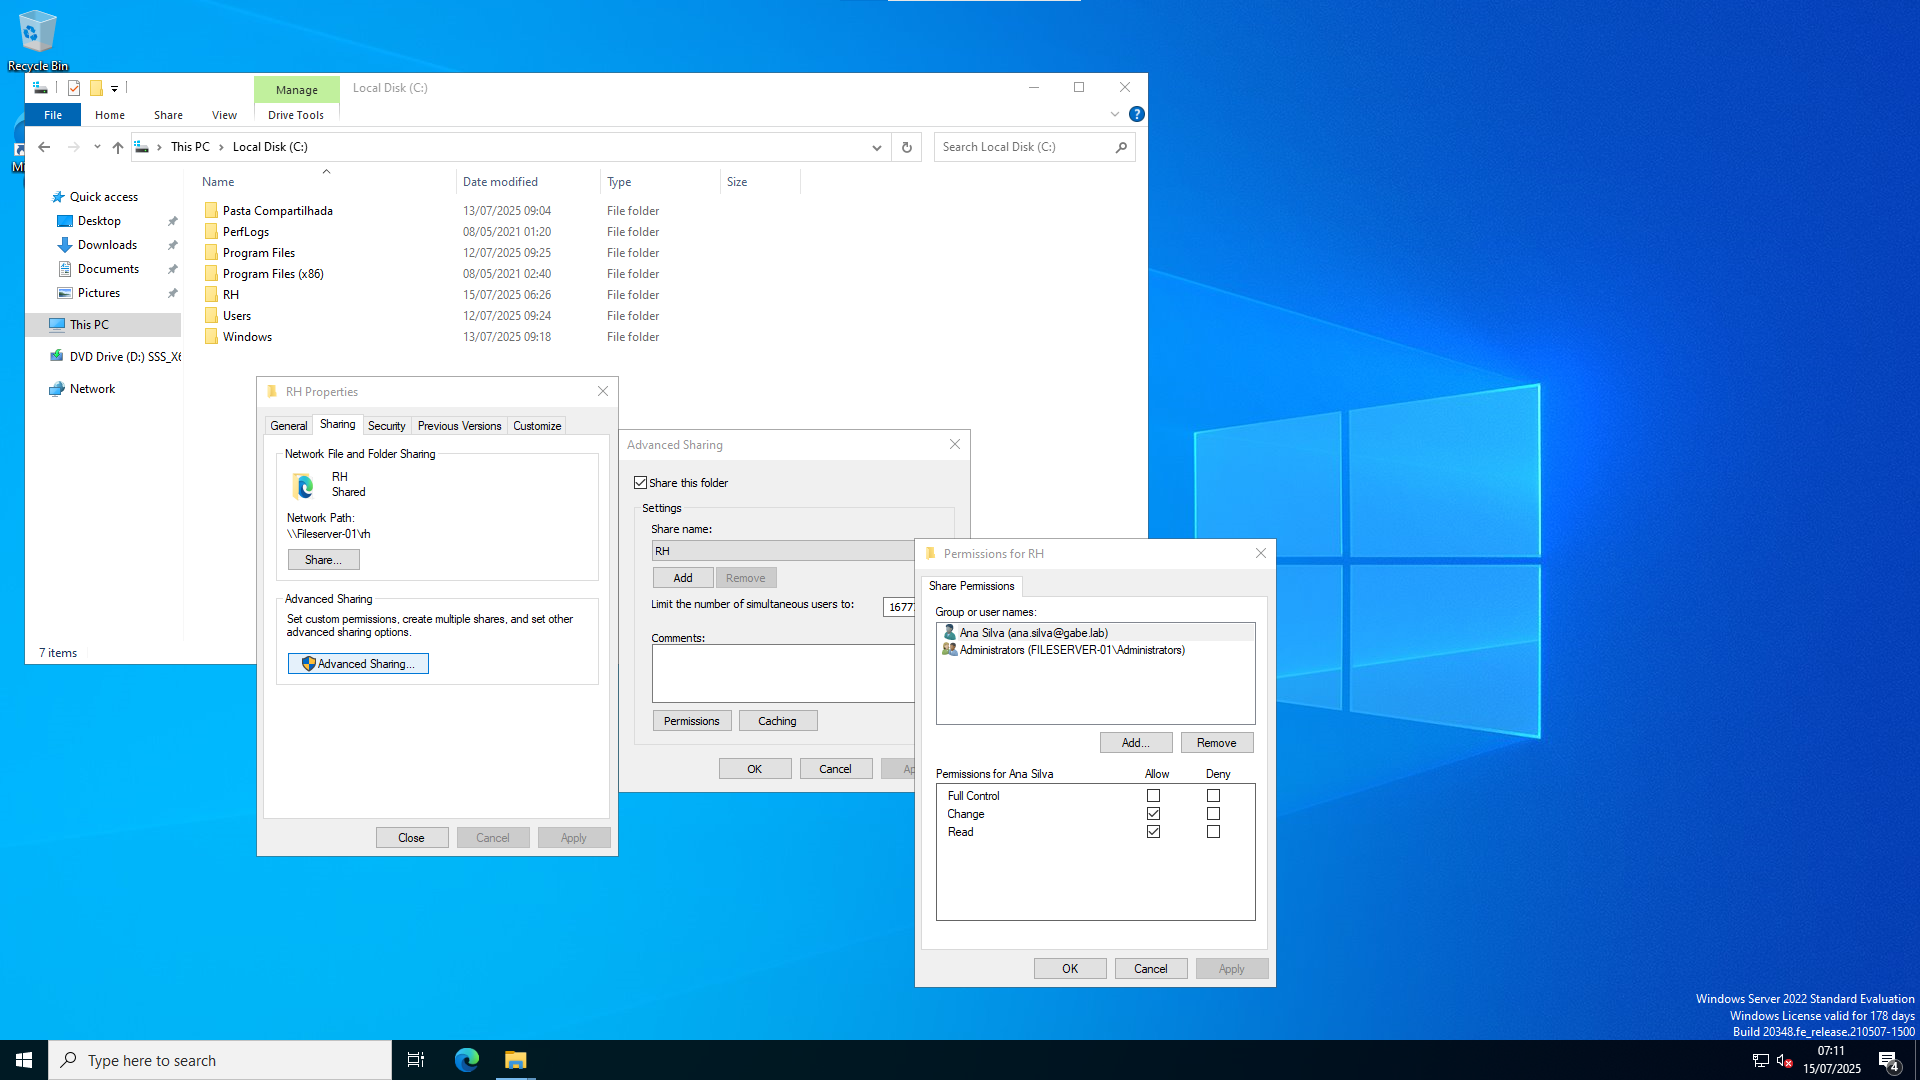 Recycle Bin
Manage
Local Disk (C:)
File
Home
Share
View
Drive Tools
This PC
Local Disk (C:)
Search Local Disk (C:)
Name
Date modified
Type
Size
Quick access
Desktop
Downloads
Documents
Pictures
This PC
DVD Drive (D:) SSS_X6
Network
Pasta Compartilhada 13/07/2025 09:04 File folder
PerfLogs 08/05/2021 01:20 File folder
Program Files 12/07/2025 09:25 File folder
Program Files (x86) 08/05/2021 02:40 File folder
RH 15/07/2025 06:26 File folder
Users 12/07/2025 09:24 File folder
Windows 13/07/2025 09:18 File folder
7 items
RH Properties
General
Sharing
Security
Previous Versions
Customize
Network File and Folder Sharing
RH
Shared
Network Path:
\\Fileserver-01\rh
Share...
Advanced Sharing
Set custom permissions, create multiple shares, and set other
advanced sharing options.
Advanced Sharing...
Close
Cancel
Apply
Advanced Sharing
Share this folder
Settings
Share name:
RH
Add
Remove
Limit the number of simultaneous users to:
1677
Comments:
Permissions
Caching
OK
Cancel
Ap
Permissions for RH
Share Permissions
Group or user names:
Ana Silva (ana.silva@gabe.lab)
Administrators (FILESERVER-01\Administrators)
Add...
Remove
Permissions for Ana Silva
Allow
Deny
Full Control
Change
Read
OK
Cancel
Apply
Windows Server 2022 Standard Evaluation
Windows License valid for 178 days
Build 20348.fe_release.210507-1500
Type here to search
07:11
15/07/2025
4